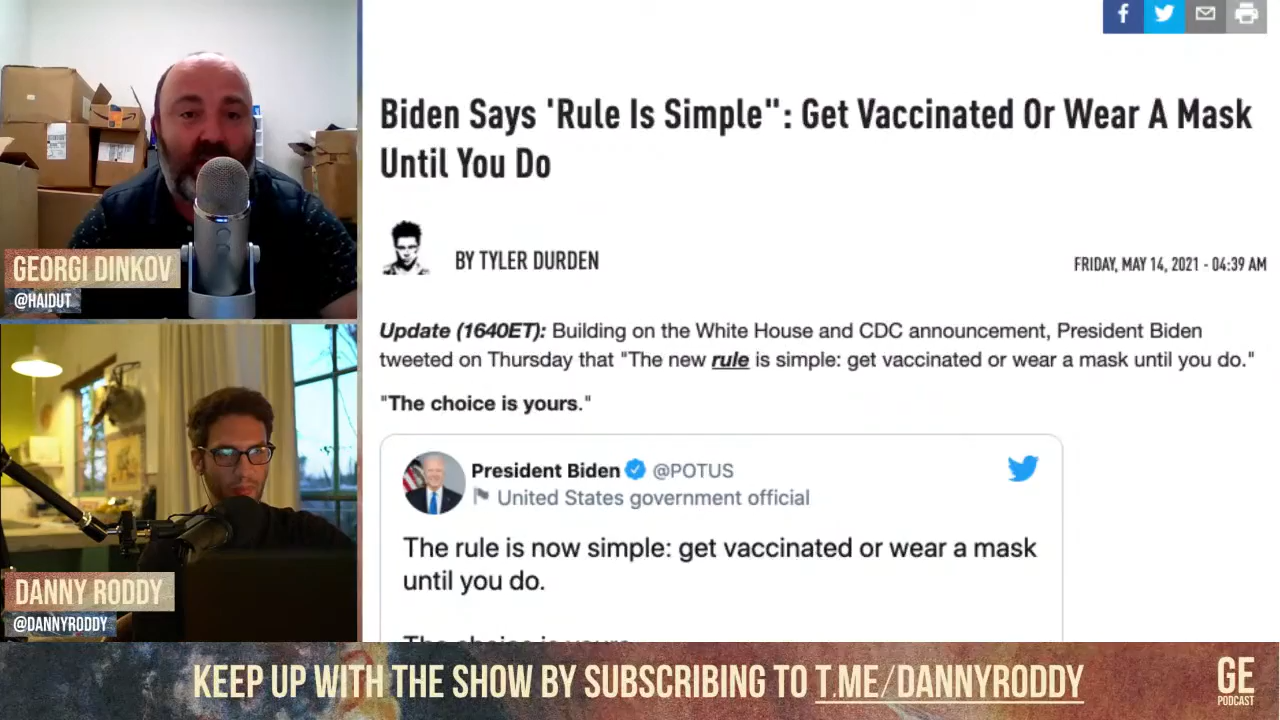 GEORGI DINKOV
@HAIDUT
DANNY RODDY
@DANNYRODDY
Biden Says 'Rule Is Simple": Get Vaccinated Or Wear A Mask
Until You Do
BY TYLER DURDEN
FRIDAY, MAY 14, 2021 - 04:39 AM
Update (1640ET): Building on the White House and CDC announcement, President Biden
tweeted on Thursday that "The new rule is simple: get vaccinated or wear a mask until you do."
"The choice is yours."
President Biden @POTUS
United States government official
The rule is now simple: get vaccinated or wear a mask
until you do.
The choice is yours.
KEEP UP WITH THE SHOW BY SUBSCRIBING TO T.ME/DANNYRODDY
GE
PODCAST